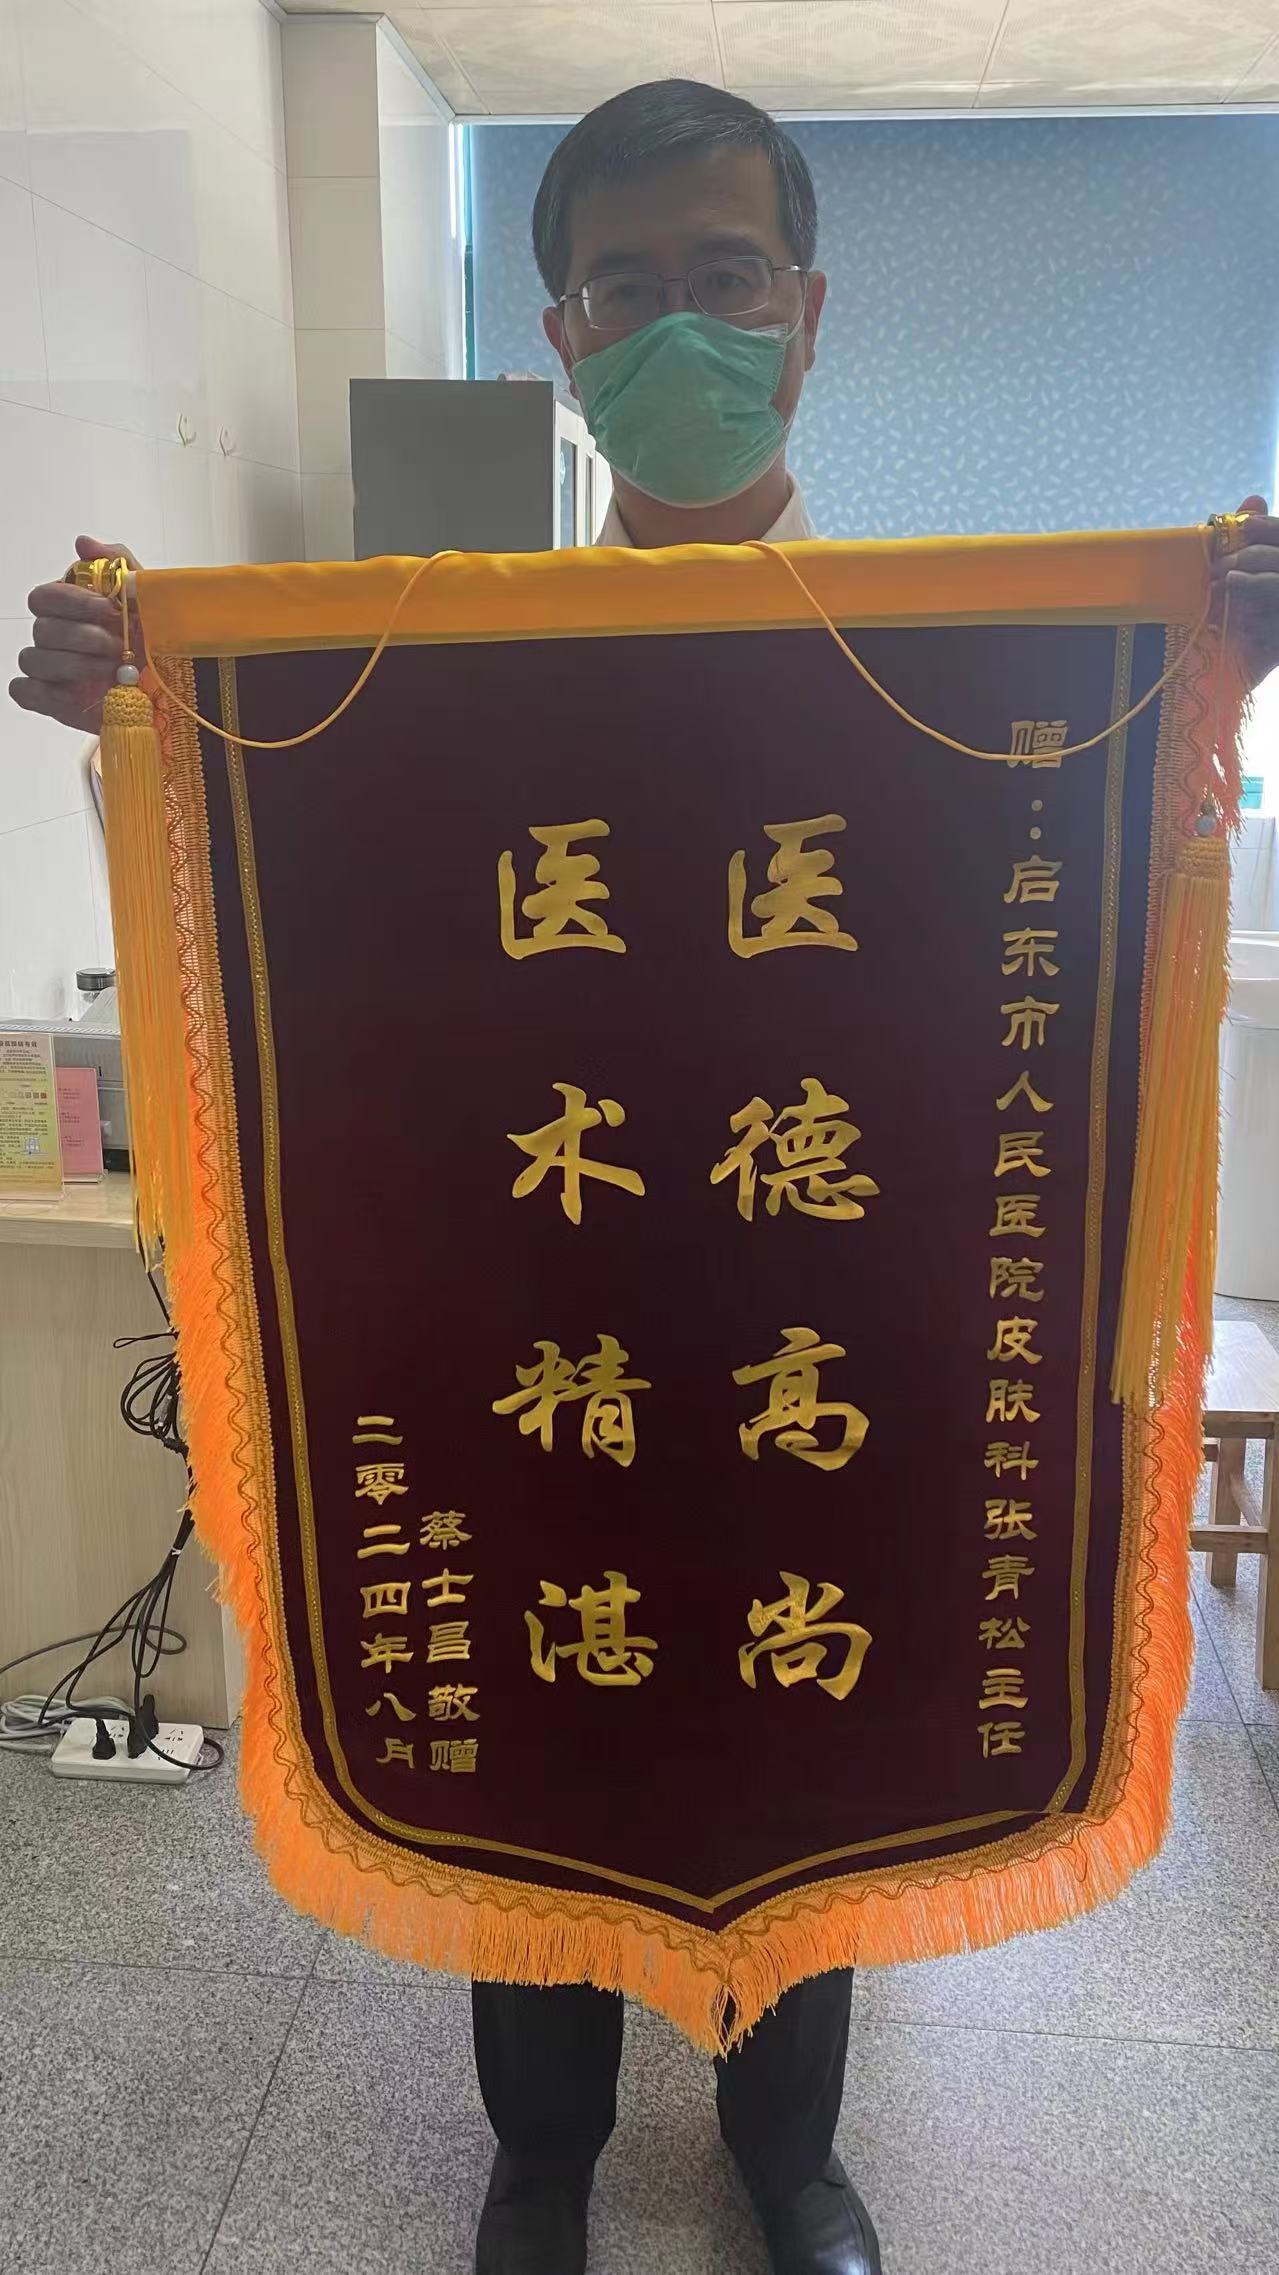 赠：启东市人民医院皮肤科张青松主任
医德高尚
医术精湛
蔡士昌敬赠
二零二四年八月